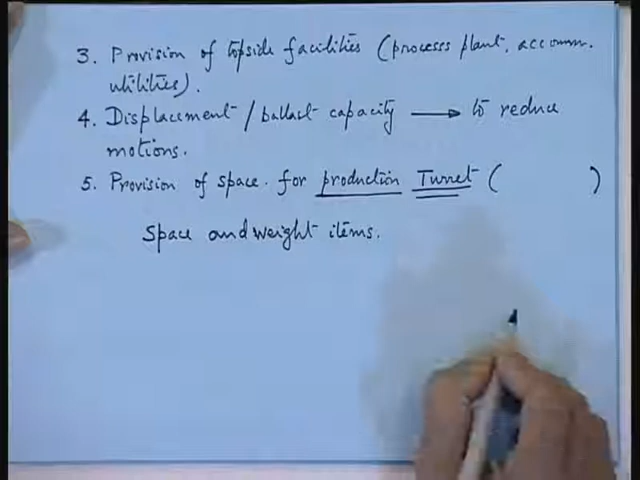 3. Provision of topside facilities (process plant, accomm.
utilities).
4. Displacement / ballast capacity → to reduce
motions.
5. Provision of space for production Turret ( )
Space and weight items.